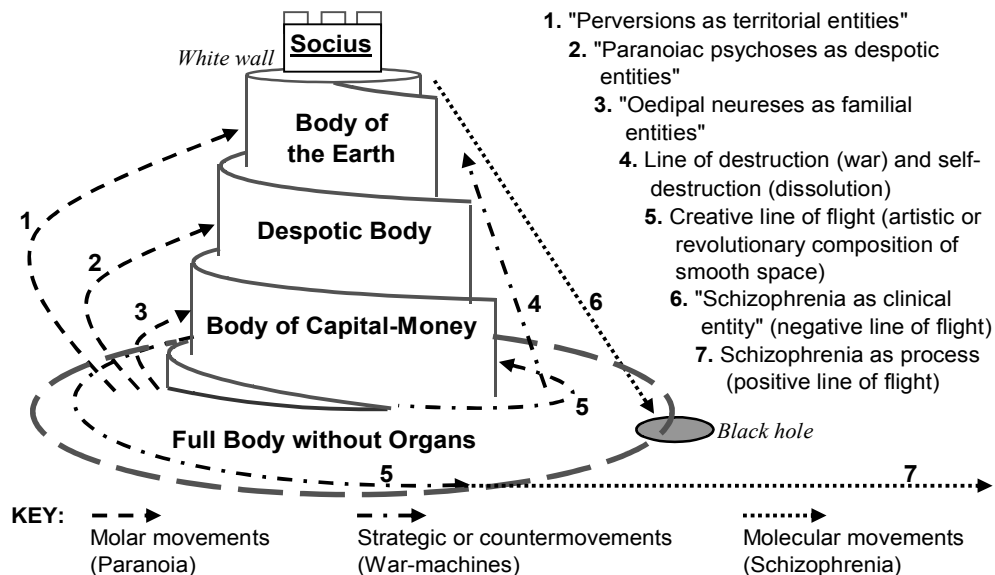 Socius
White wall
Body of
the Earth
Despotic Body
Body of Capital-Money
Full Body without Organs
1
2
3
4
6
5
5
7
Black hole
1. "Perversions as territorial entities"
2. "Paranoiac psychoses as despotic
entities"
3. "Oedipal neureses as familial
entities"
4. Line of destruction (war) and self-
destruction (dissolution)
5. Creative line of flight (artistic or
revolutionary composition of
smooth space)
6. "Schizophrenia as clinical
entity" (negative line of flight)
7. Schizophrenia as process
(positive line of flight)
KEY:
Molar movements
(Paranoia)
Strategic or countermovements
(War-machines)
Molecular movements
(Schizophrenia)